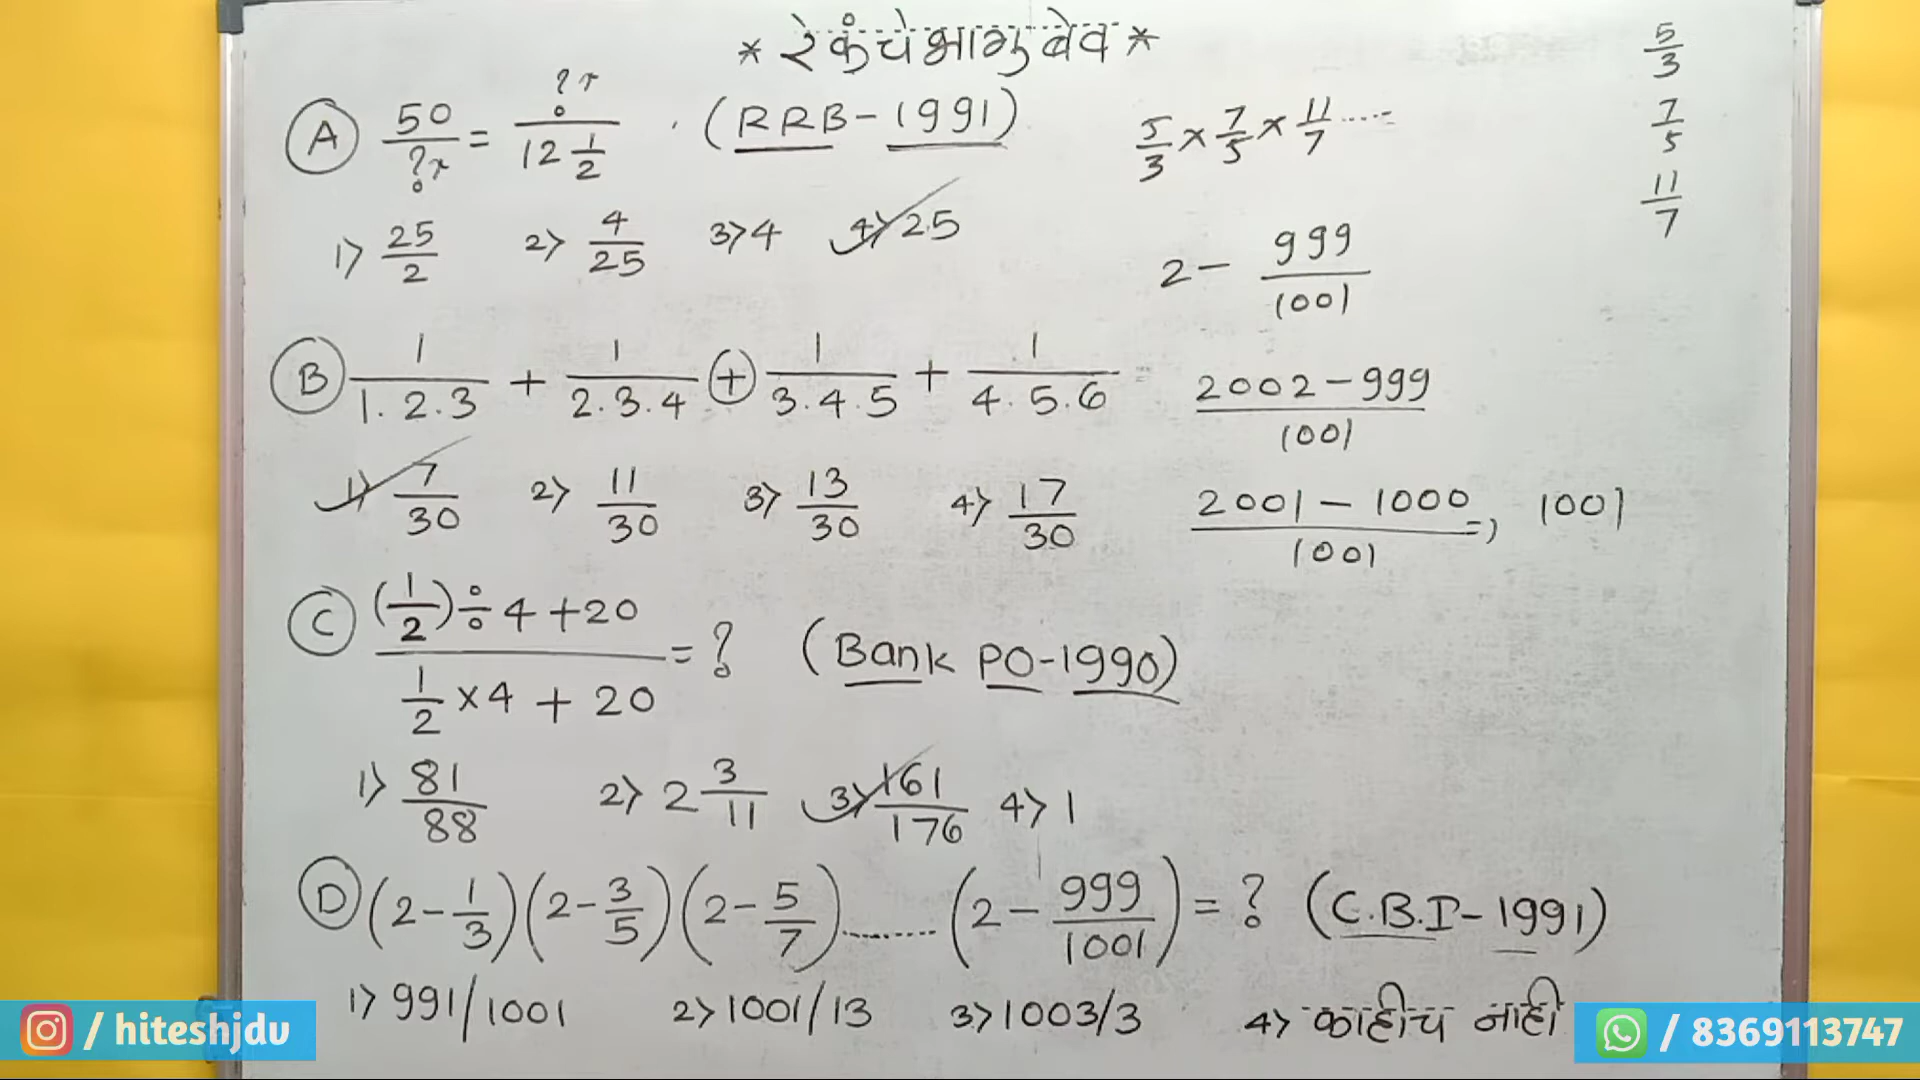 * रेकंचे भागुबेव *
A 50/?x = ?x/12 1/2 . (RRB-1991)
1) 25/2 2) 4/25 3) 4 4) 25
5/3 × 7/5 × 11/7 .....
5/3
7/5
11/7
2 - 999/1001
B 1/1.2.3 + 1/2.3.4 + 1/3.4.5 + 1/4.5.6
2002-999/1001
1) 7/30 2) 11/30 3) 13/30 4) 17/30
2001-1000/1001 =, 1001
C (1/2)÷4+20 / 1/2×4+20 = ? (Bank PO-1990)
1) 81/88 2) 2 3/11 3) 161/176 4) 1
D (2-1/3)(2-3/5)(2-5/7)........(2-999/1001) = ? (C.B.I-1991)
1) 991/1001 2) 1001/13 3) 1003/3 4) काहीच नाही
/ hiteshjdu
/ 8369113747